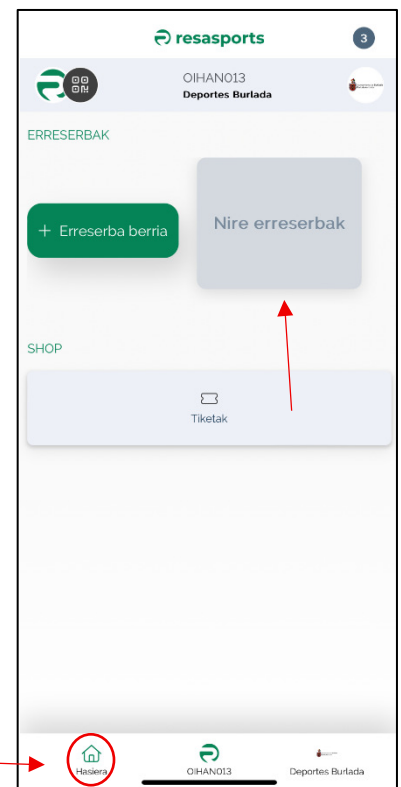 resasports
3
OIHAN013
Deportes Burlada
ERRESERBAK
+ Erreserba berria
Nire erreserbak
SHOP
Tiketak
Hasiera
OIHAN013
Deportes Burlada